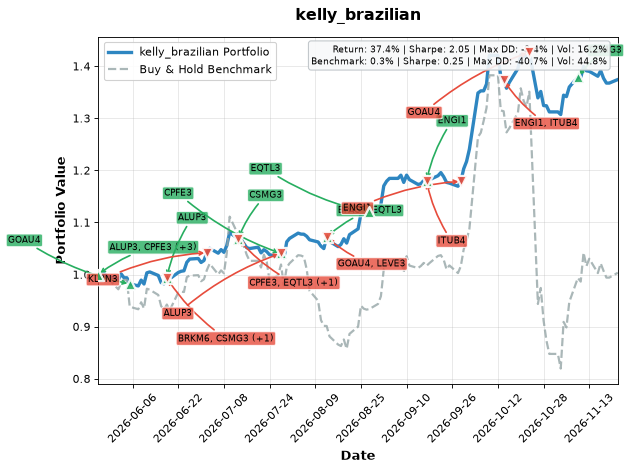 kelly_brazilian
kelly_brazilian Portfolio
Buy & Hold Benchmark
Return: 37.4% | Sharpe: 2.05 | Max DD: | Vol: 16.2%
Benchmark: 0.3% | Sharpe: 0.25 | Max DD: -40.7% | Vol: 44.8%
1.4
1.3
1.2
1.1
1.0
0.9
0.8
Portfolio Value
GOAU4
ENGI1
ENGI1, ITUB4
EQTL3
CPFE3
CSMG3
ALUP3
EQTL3
ITUB4
GOAU4
ALUP3, CPFE3 (+3)
GOAU4, LEVE3
CPFE3, EQTL3 (+1)
ALUP3
BRKM6, CSMG3 (+1)
2026-06-06
2026-06-22
2026-07-08
2026-07-24
2026-08-09
2026-08-25
2026-09-10
2026-09-26
2026-10-12
2026-10-28
2026-11-13
Date